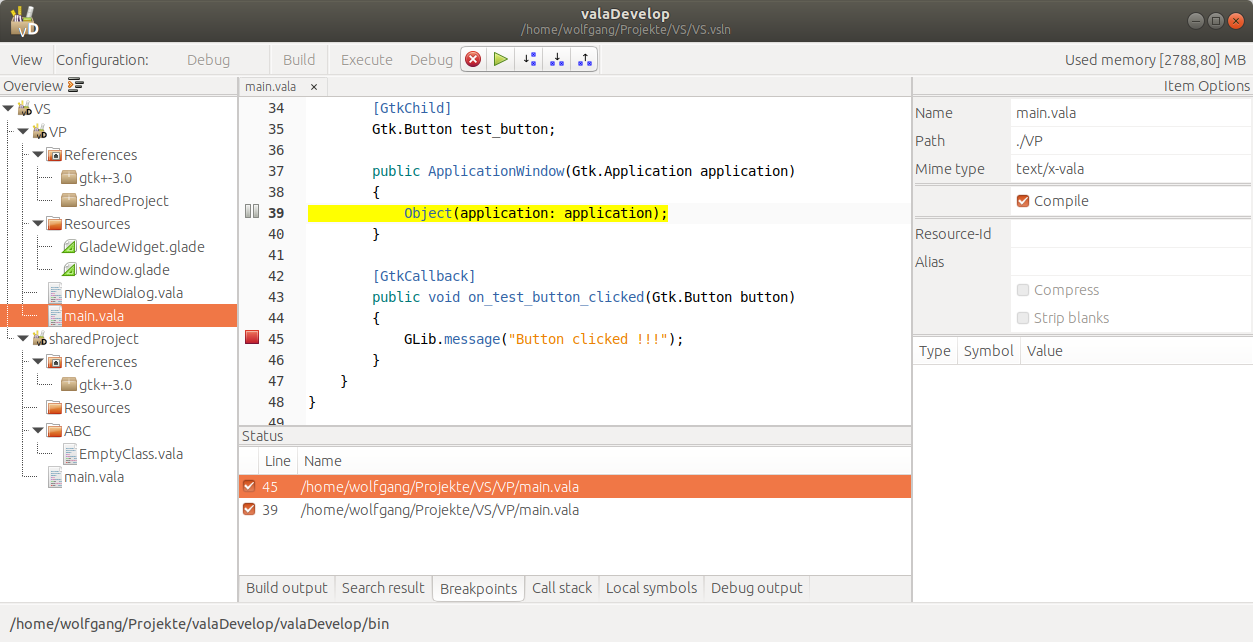 valaDevelop
/home/wolfgang/Projekte/VS/VS.vsln
View Configuration: Debug Build Execute Debug Used memory [2788,80] MB
Overview
VS
VP
References
gtk+-3.0
sharedProject
Resources
GladeWidget.glade
window.glade
myNewDialog.vala
main.vala
sharedProject
References
gtk+-3.0
Resources
ABC
EmptyClass.vala
main.vala
main.vala ×
34 [GtkChild]
35 Gtk.Button test_button;
36
37 public ApplicationWindow(Gtk.Application application)
38 {
39 Object(application: application);
40 }
41
42 [GtkCallback]
43 public void on_test_button_clicked(Gtk.Button button)
44 {
45 GLib.message("Button clicked !!!");
46 }
47 }
48 }
49
Status
Line Name
45 /home/wolfgang/Projekte/VS/VP/main.vala
39 /home/wolfgang/Projekte/VS/VP/main.vala
Build output Search result Breakpoints Call stack Local symbols Debug output
Item Options
Name main.vala
Path ./VP
Mime type text/x-vala
Compile
Resource-Id
Alias
Compress
Strip blanks
Type Symbol Value
/home/wolfgang/Projekte/valaDevelop/valaDevelop/bin